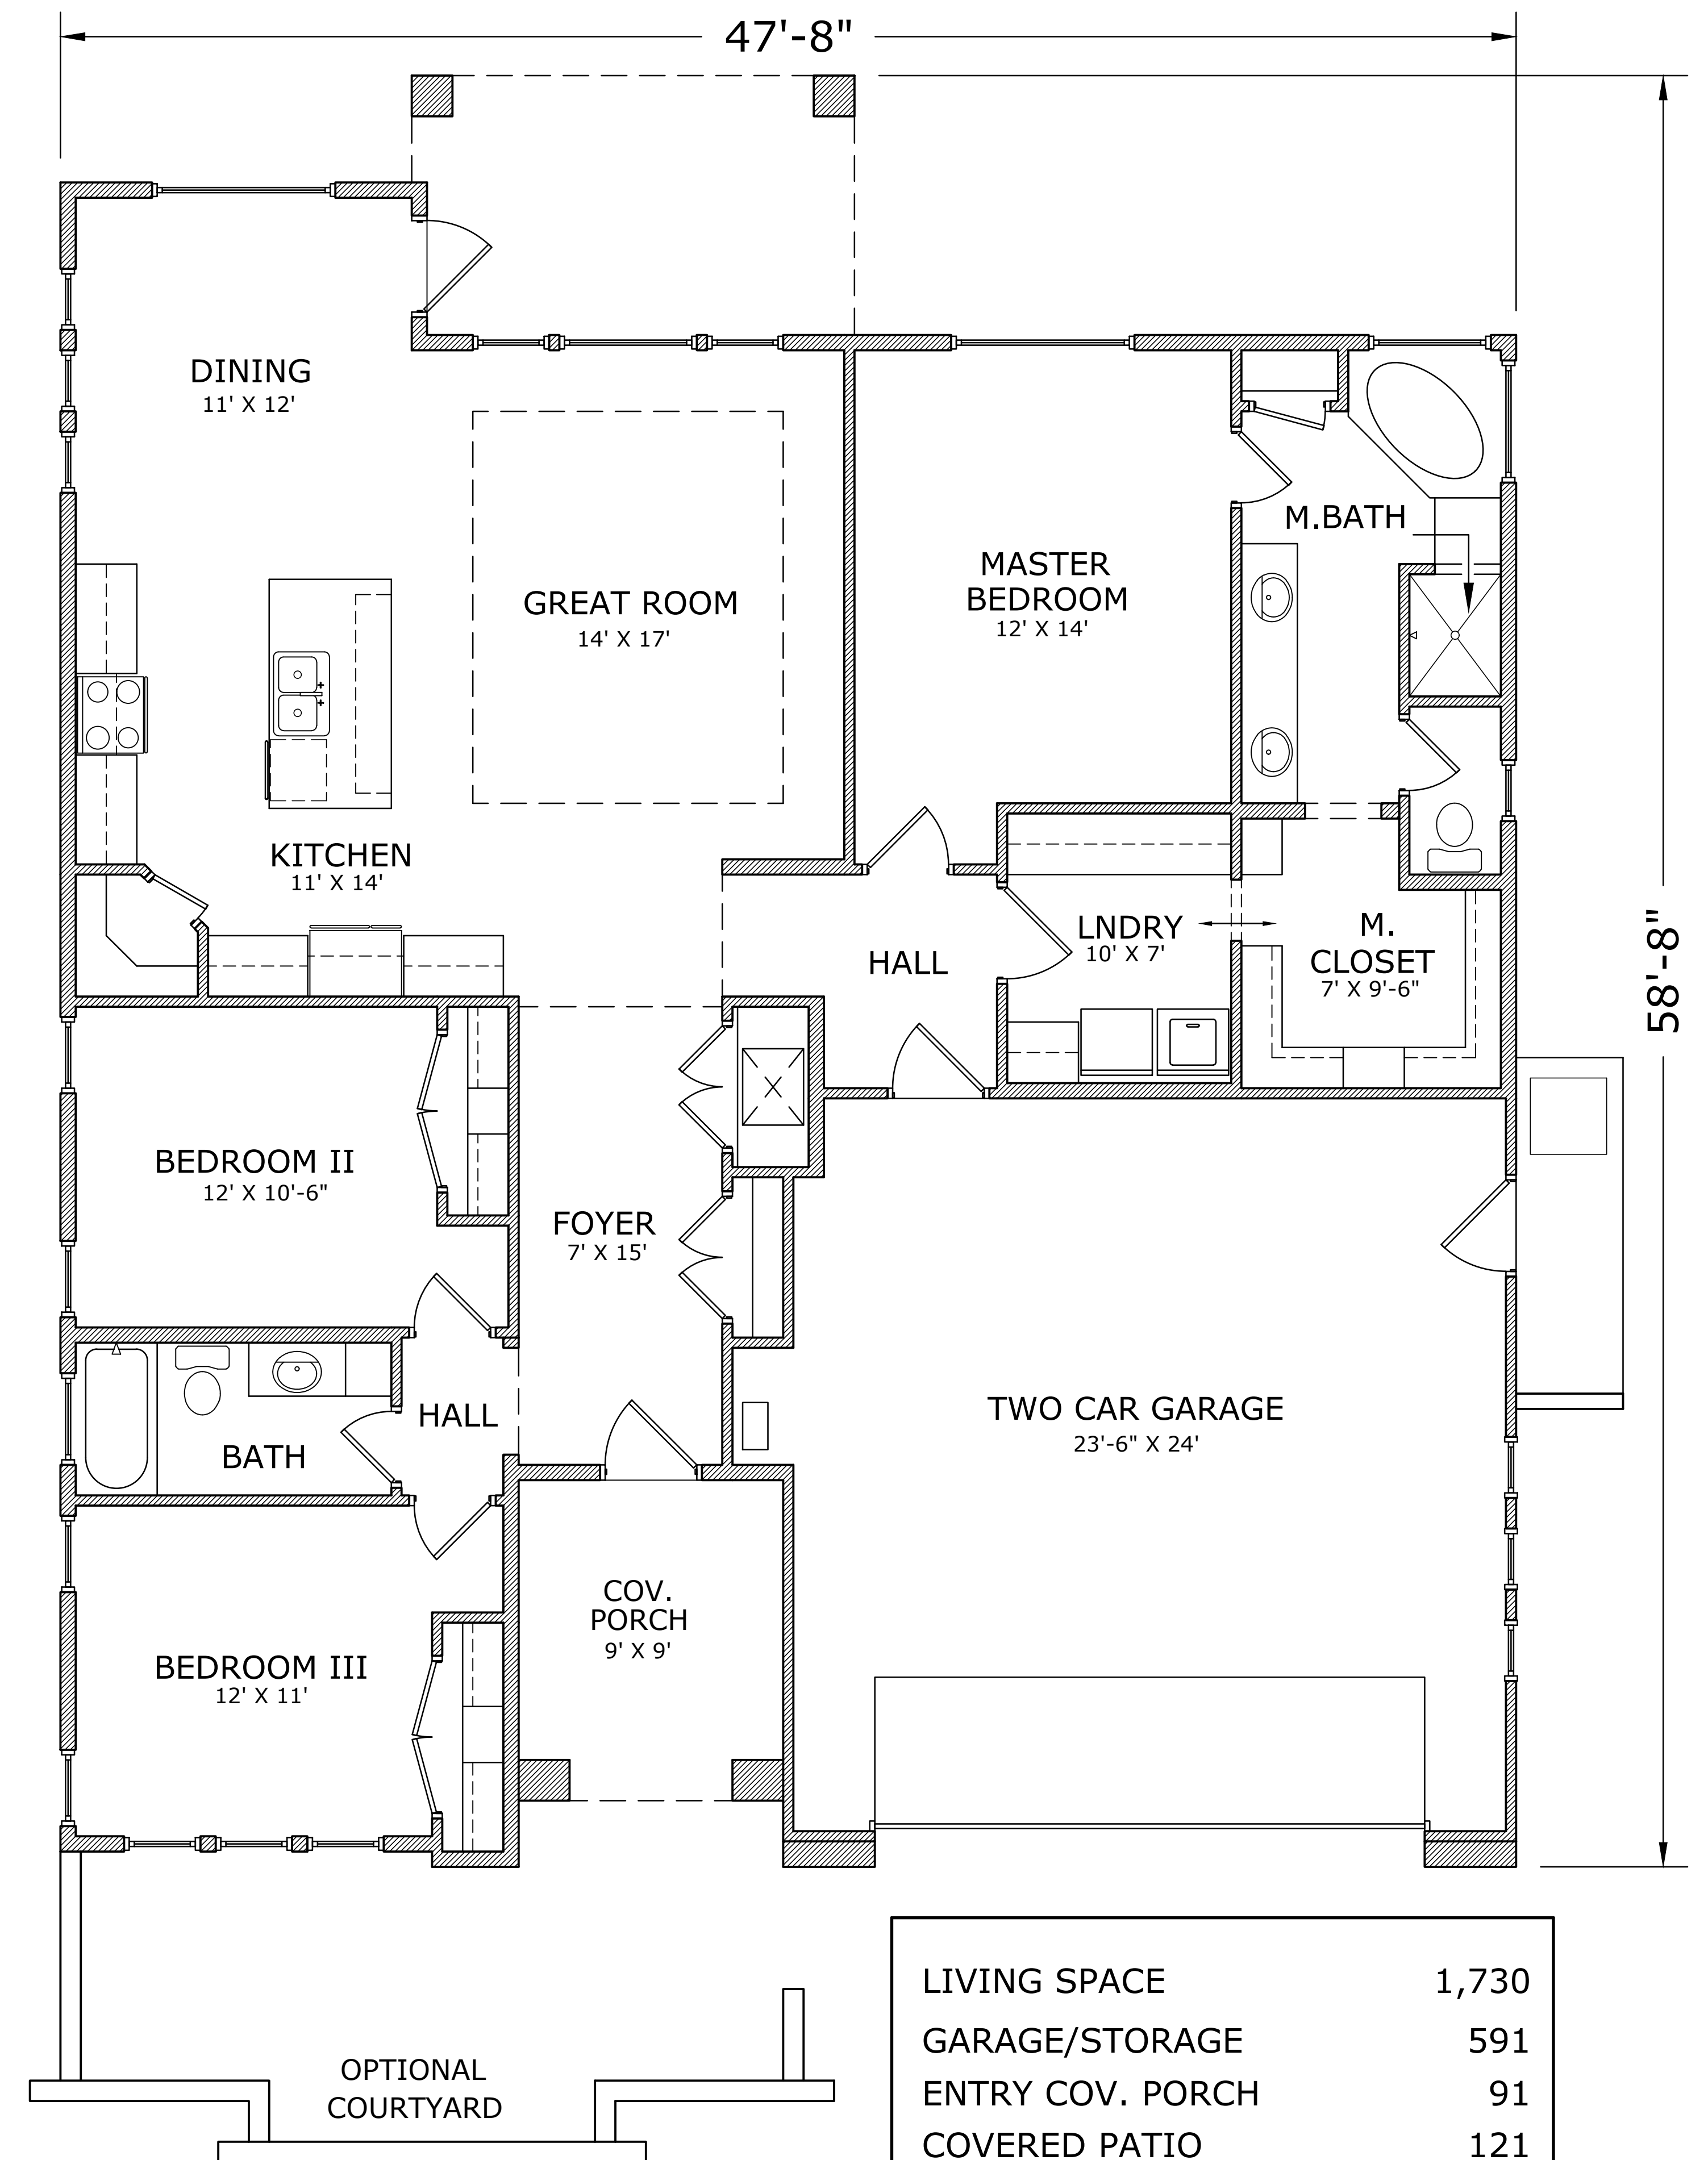 47'-8"
DINING
11' X 12'
GREAT ROOM
14' X 17'
MASTER
BEDROOM
12' X 14'
M.BATH
KITCHEN
11' X 14'
HALL
LNDRY
10' X 7'
M.
CLOSET
7' X 9'-6"
58'-8"
BEDROOM II
12' X 10'-6"
FOYER
7' X 15'
HALL
BATH
TWO CAR GARAGE
23'-6" X 24'
COV.
PORCH
9' X 9'
BEDROOM III
12' X 11'
OPTIONAL
COURTYARD
LIVING SPACE 1,730
GARAGE/STORAGE 591
ENTRY COV. PORCH 91
COVERED PATIO 121